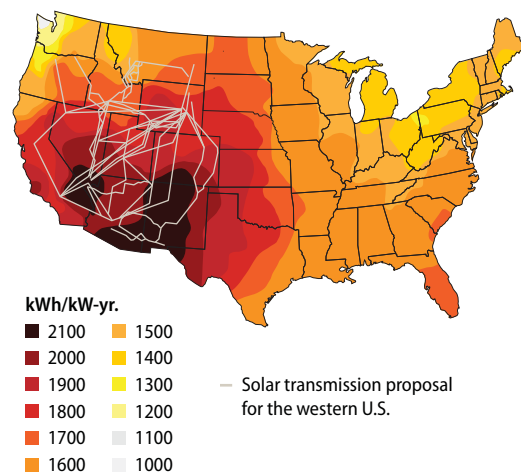 kWh/kW-yr.
2100 1500
2000 1400
1900 1300
1800 1200
1700 1100
1600 1000
Solar transmission proposal
for the western U.S.